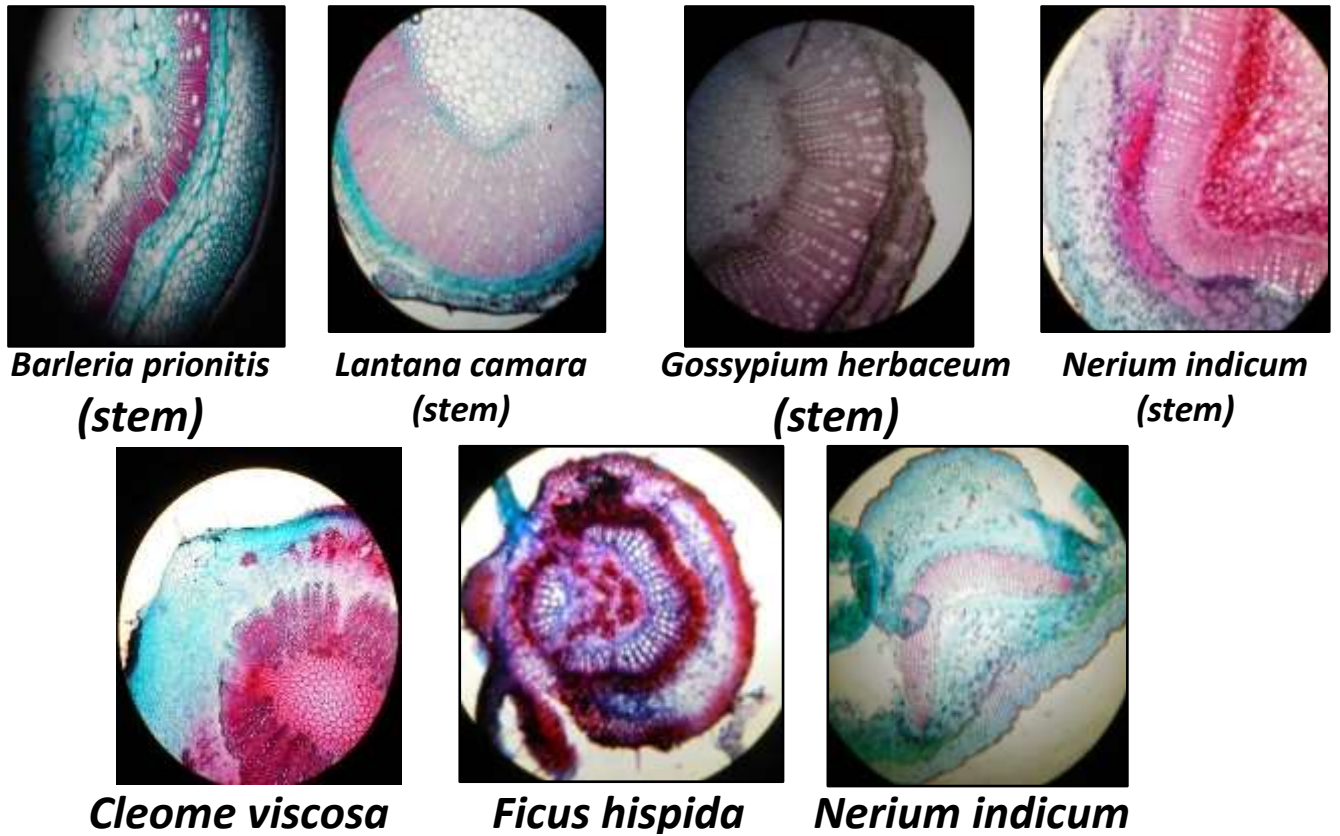 Barleria prionitis
(stem)
Lantana camara
(stem)
Gossypium herbaceum
(stem)
Nerium indicum
(stem)
Cleome viscosa
Ficus hispida
Nerium indicum